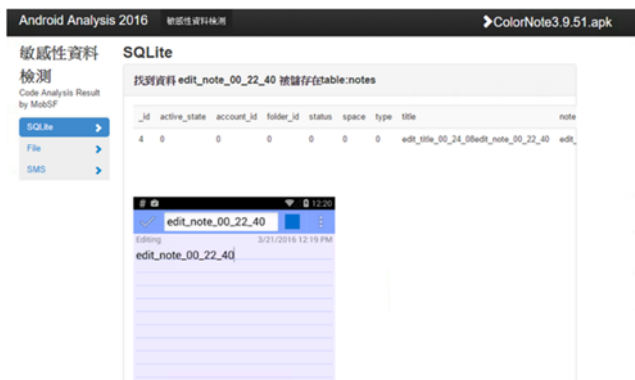 Android Analysis 2016 敏感性資料檢測 ColorNote3.9.51.apk
敏感性資料
檢測
Code Analysis Result
by MobSF
SQLite
File
SMS
SQLite
找到資料 edit_note_00_22_40 被儲存在table:notes
_id active_state account_id folder_id status space type title note
4 0 0 0 0 0 0 edit_title_00_24_08edit_note_00_22_40 edit_
12:20
edit_note_00_22_40
Editing 3/21/2016 12:19 PM
edit_note_00_22_40